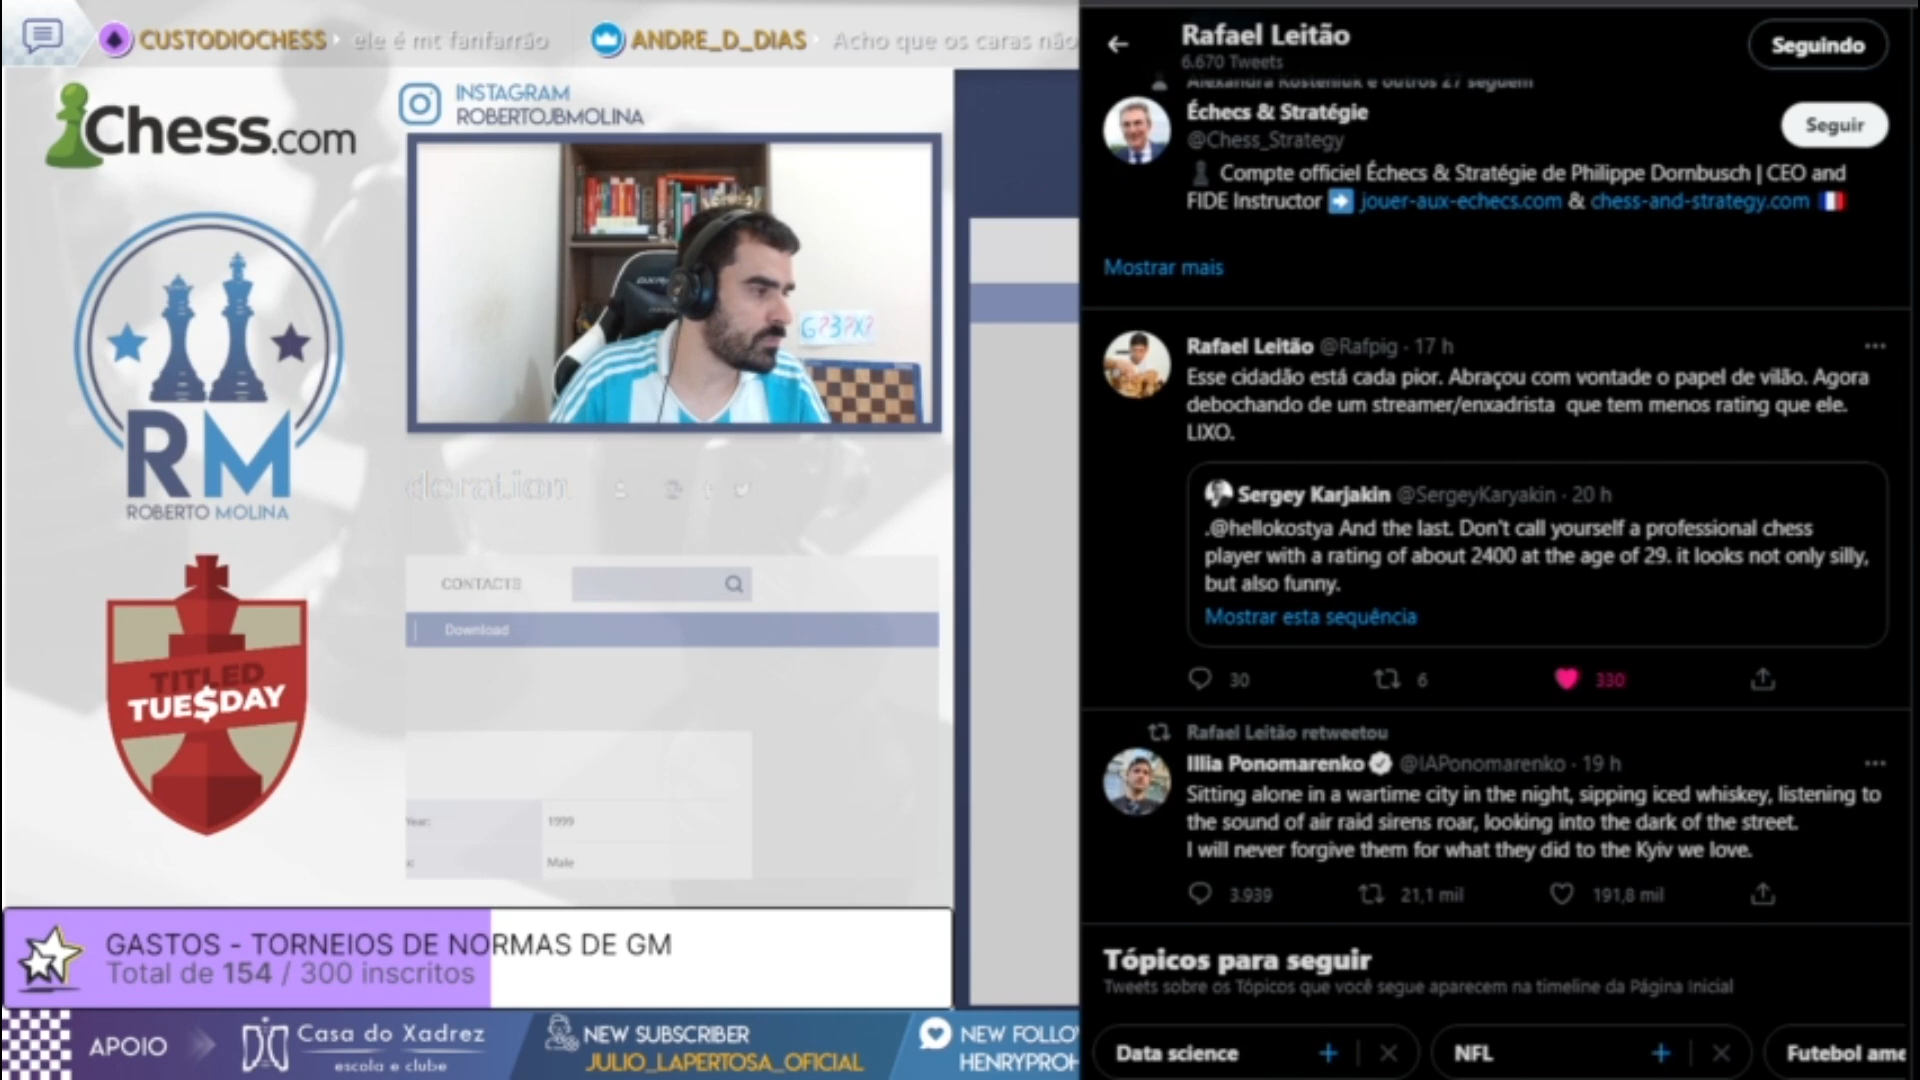 CUSTODIOCHESS ele é mt fanfarrão ANDRE_D_DIAS Acho que os caras não
Chess.com
INSTAGRAM
ROBERTOJBMOLINA
G?3?X?
RM
ROBERTO MOLINA
TITLED
TUE$DAY
donation
CONTACTS
Download
Year: 1999
Male
GASTOS - TORNEIOS DE NORMAS DE GM
Total de 154 / 300 inscritos
APOIO
Casa do Xadrez
escola e clube
NEW SUBSCRIBER
JULIO_LAPERTOSA_OFICIAL
NEW FOLLO
HENRYPROH
Rafael Leitão
6.670 Tweets
Seguindo
Alexandra Kosteniuk e outros 27 seguem
Échecs & Stratégie
@Chess_Strategy
Seguir
Compte officiel Échecs & Stratégie de Philippe Dornbusch | CEO and
FIDE Instructor ➡️ jouer-aux-echecs.com & chess-and-strategy.com 🇫🇷
Mostrar mais
Rafael Leitão @Rafpig · 17 h
Esse cidadão está cada pior. Abraçou com vontade o papel de vilão. Agora
debochando de um streamer/enxadrista que tem menos rating que ele.
LIXO.
Sergey Karjakin @SergeyKaryakin · 20 h
.@hellokostya And the last. Don't call yourself a professional chess
player with a rating of about 2400 at the age of 29. it looks not only silly,
but also funny.
Mostrar esta sequência
30 6 330
Rafael Leitão retweetou
Illia Ponomarenko @IAPonomarenko · 19 h
Sitting alone in a wartime city in the night, sipping iced whiskey, listening to
the sound of air raid sirens roar, looking into the dark of the street.
I will never forgive them for what they did to the Kyiv we love.
3.939 21,1 mil 191,8 mil
Tópicos para seguir
Tweets sobre os Tópicos que você segue aparecem na timeline da Página Inicial
Data science + × NFL + × Futebol ame